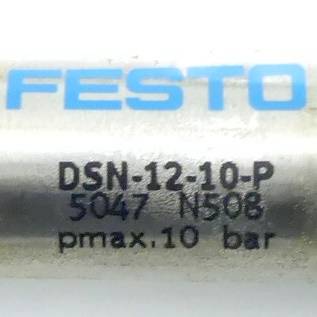 FESTO
DSN-12-10-P
5047 N508
pmax.10 bar